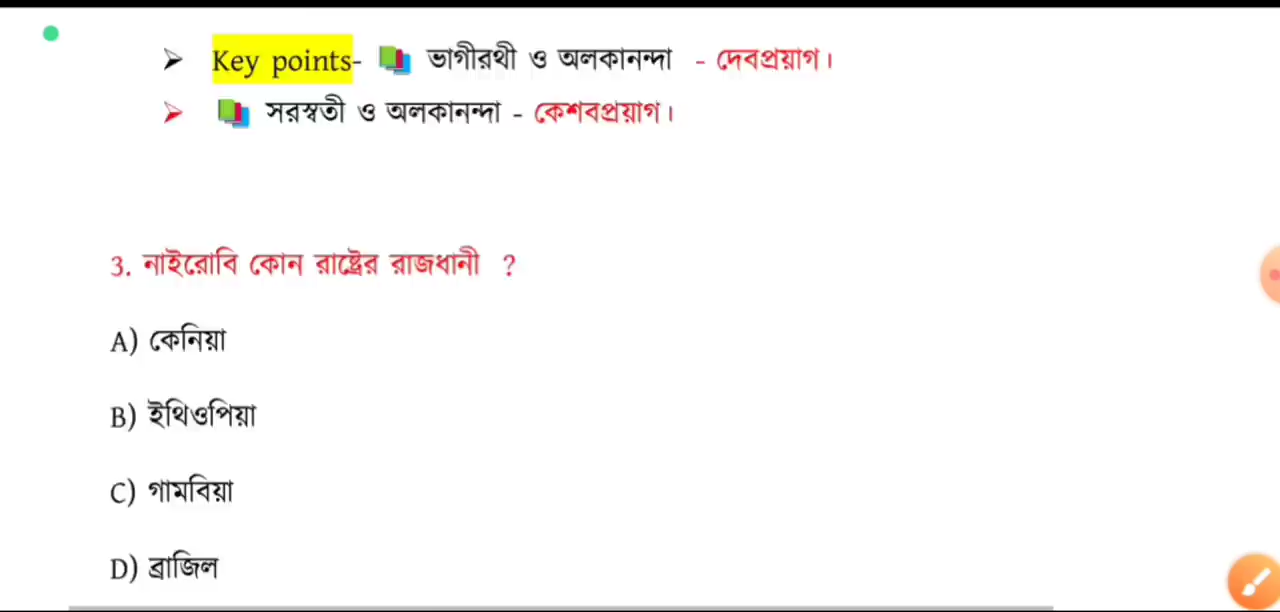 ➢ Key points- ভাগীরথী ও অলকানন্দা - দেবপ্রয়াগ।
➢ সরস্বতী ও অলকানন্দা - কেশবপ্রয়াগ।
3. নাইরোবি কোন রাষ্ট্রের রাজধানী ?
A) কেনিয়া
B) ইথিওপিয়া
C) গামবিয়া
D) ব্রাজিল